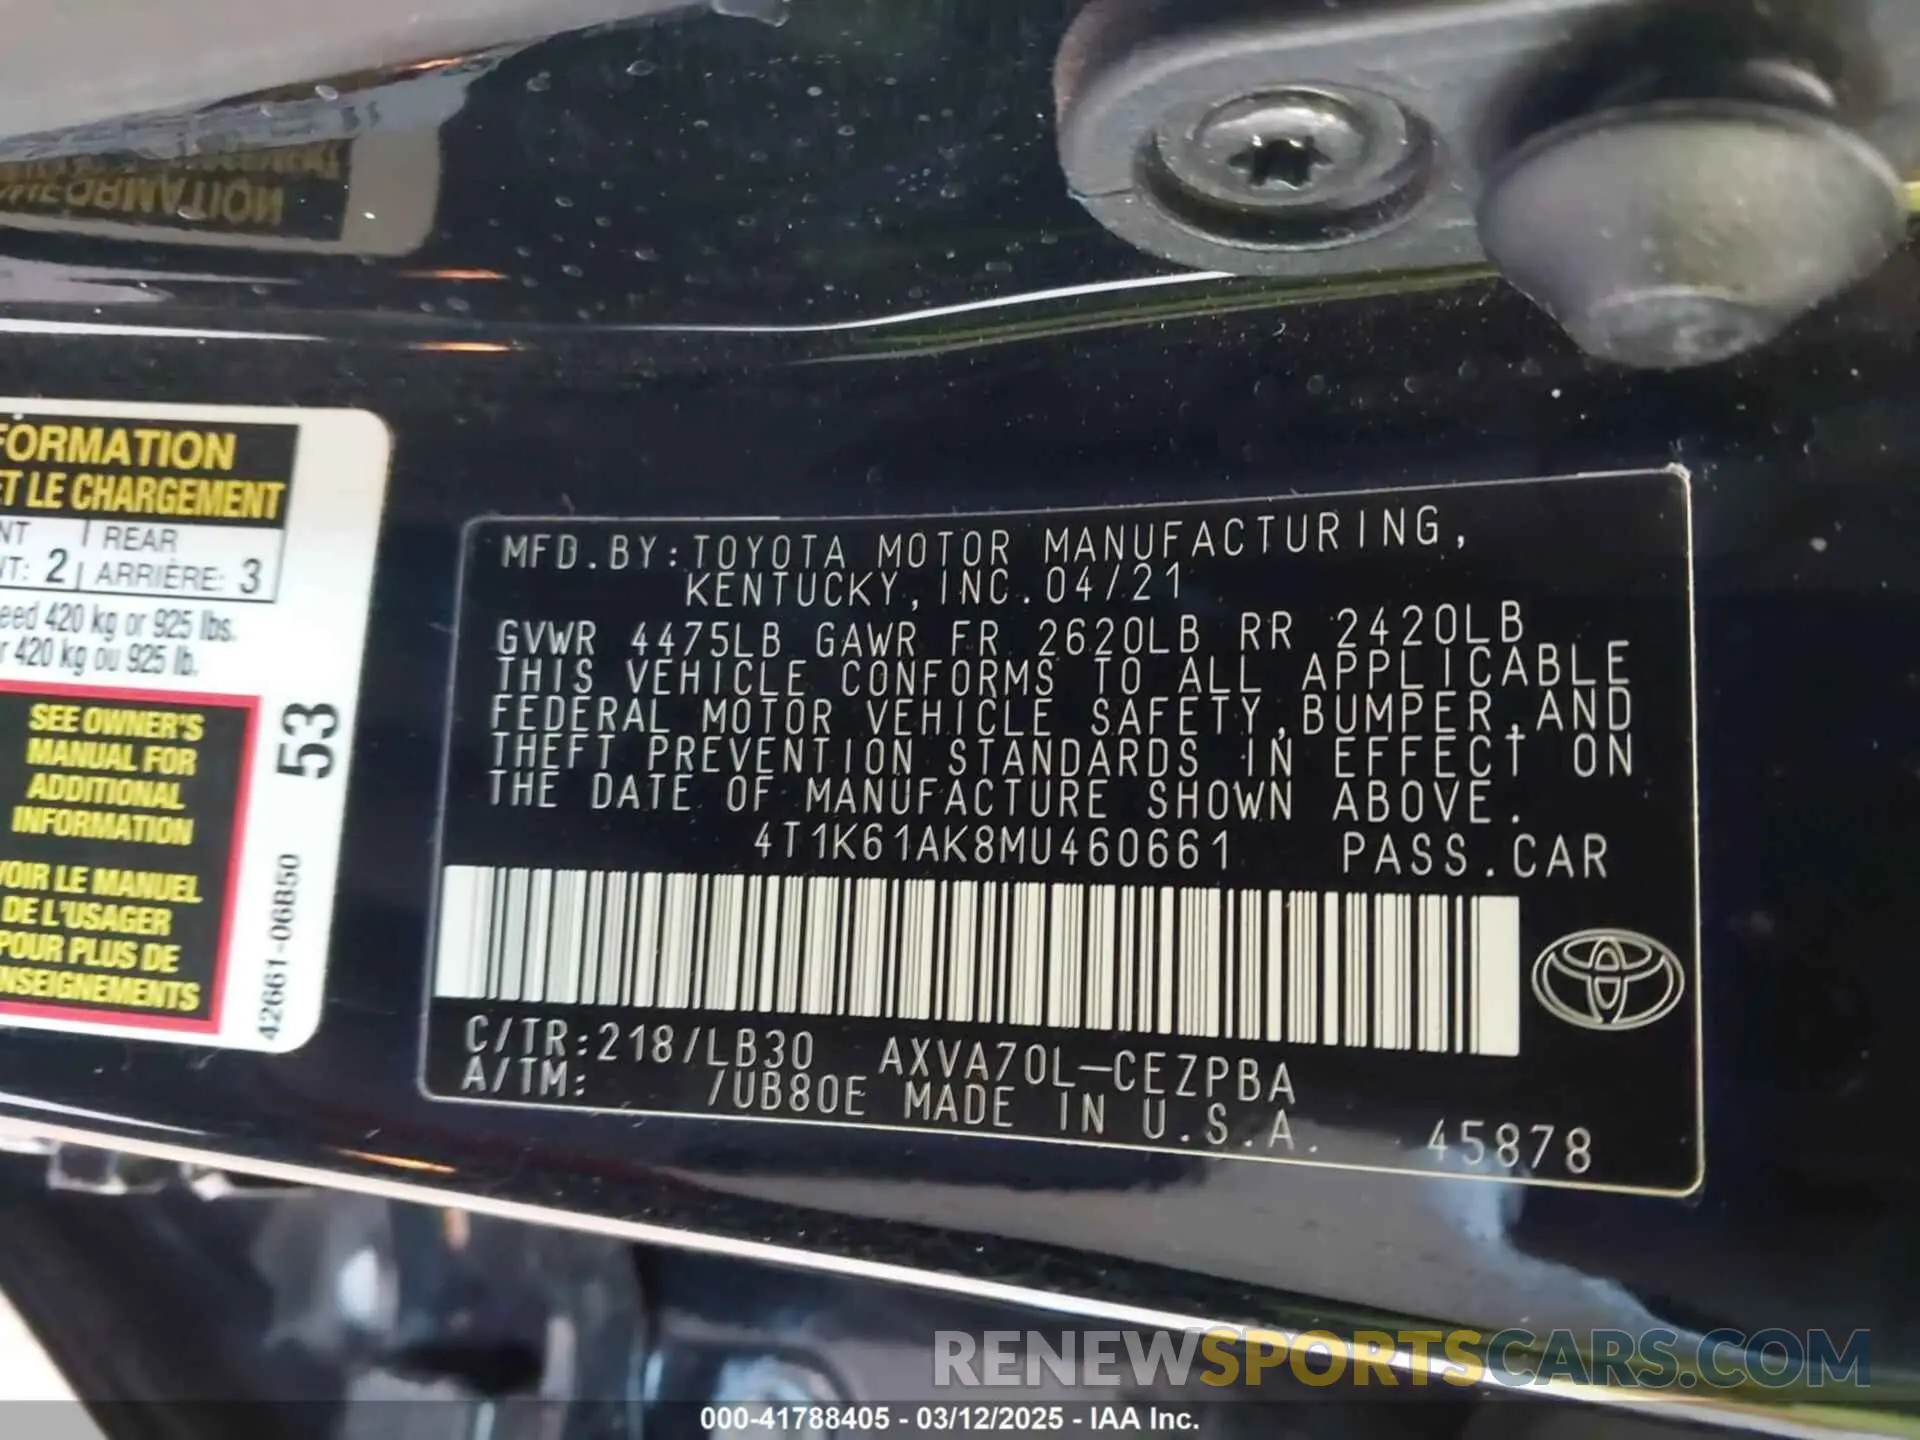 INFORMATION
FORMATION
ET LE CHARGEMENT
NT | REAR
NT: 2 | ARRIÈRE: 3
eed 420 kg or 925 lbs.
r 420 kg ou 925 lb.
SEE OWNER'S
MANUAL FOR
ADDITIONAL
INFORMATION
VOIR LE MANUEL
DE L'USAGER
POUR PLUS DE
NSEIGNEMENTS
53
42661-06B50
MFD.BY:TOYOTA MOTOR MANUFACTURING,
KENTUCKY,INC.04/21
GVWR 4475LB GAWR FR 2620LB RR 2420LB
THIS VEHICLE CONFORMS TO ALL APPLICABLE
FEDERAL MOTOR VEHICLE SAFETY,BUMPER,AND
THEFT PREVENTION STANDARDS IN EFFECT ON
THE DATE OF MANUFACTURE SHOWN ABOVE.
4T1K61AK8MU460661 PASS.CAR
C/TR:218/LB30 AXVA70L-CEZPBA
A/TM: /UB80E MADE IN U.S.A.
45878
RENEWSPORTSCARS.COM
000-41788405 - 03/12/2025 - IAA Inc.